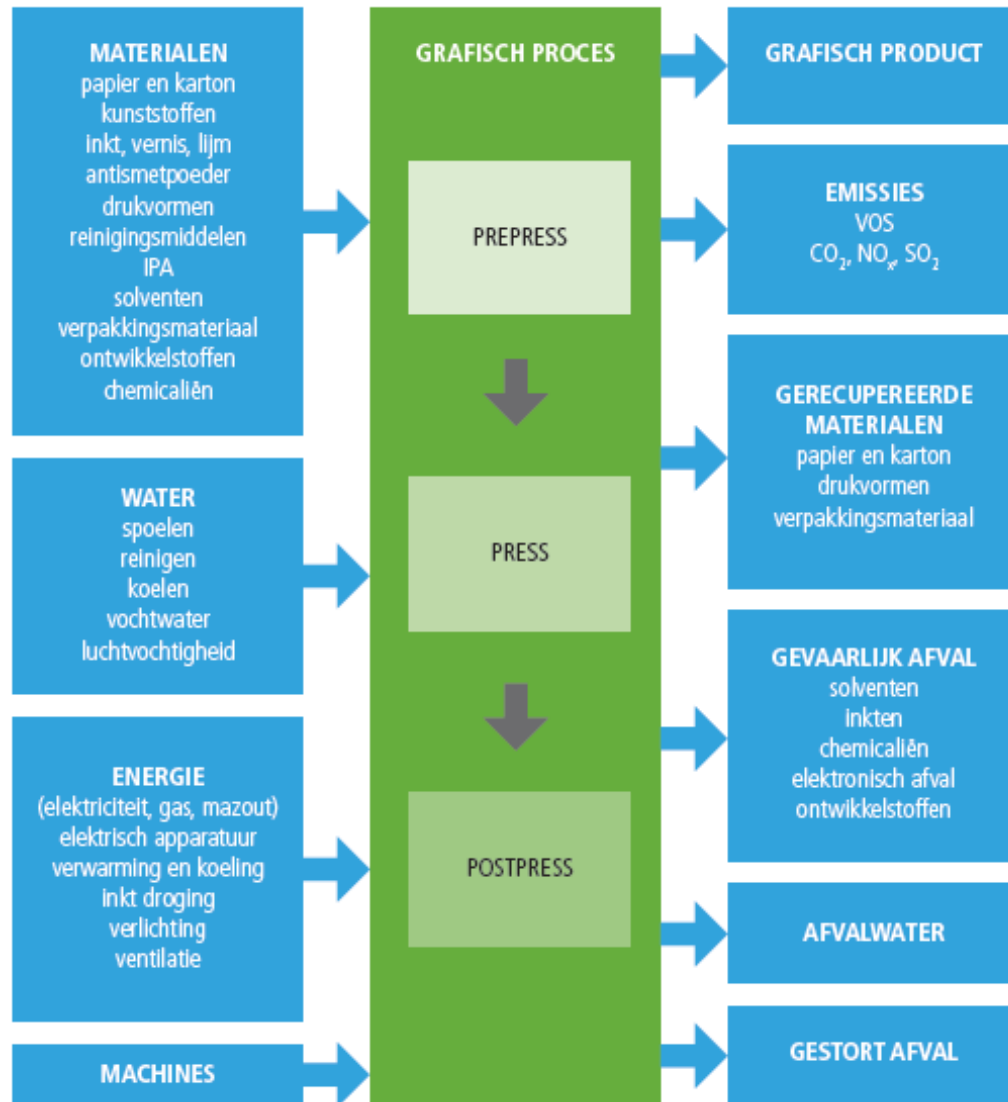 MATERIALEN
papier en karton
kunststoffen
inkt, vernis, lijm
antismetpoeder
drukvormen
reinigingsmiddelen
IPA
solventen
verpakkingsmateriaal
ontwikkelstoffen
chemicaliën
WATER
spoelen
reinigen
koelen
vochtwater
luchtvochtigheid
ENERGIE
(elektriciteit, gas, mazout)
elektrisch apparatuur
verwarming en koeling
inkt droging
verlichting
ventilatie
MACHINES
GRAFISCH PROCES
PREPRESS
PRESS
POSTPRESS
GRAFISCH PRODUCT
EMISSIES
VOS
CO₂, NOₓ, SO₂
GERECUPEREERDE
MATERIALEN
papier en karton
drukvormen
verpakkingsmateriaal
GEVAARLIJK AFVAL
solventen
inkten
chemicaliën
elektronisch afval
ontwikkelstoffen
AFVALWATER
GESTORT AFVAL